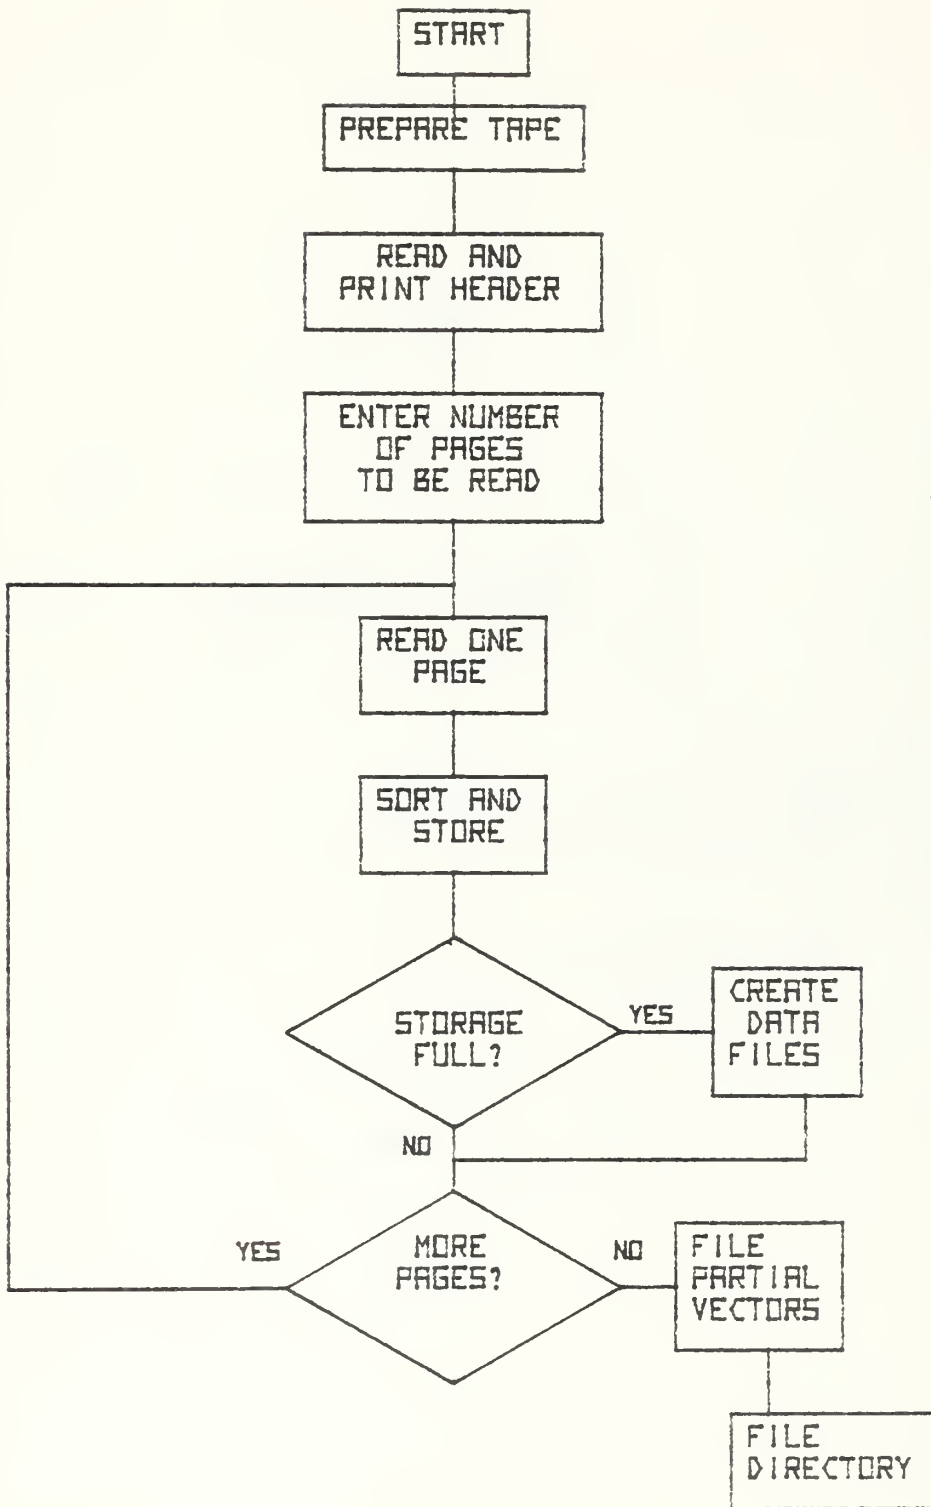 START
PREPARE TAPE
READ AND
PRINT HEADER
ENTER NUMBER
OF PAGES
TO BE READ
READ ONE
PAGE
SORT AND
STORE
STORAGE
FULL?
YES
CREATE
DATA
FILES
NO
MORE
PAGES?
YES
NO
FILE
PARTIAL
VECTORS
FILE
DIRECTORY